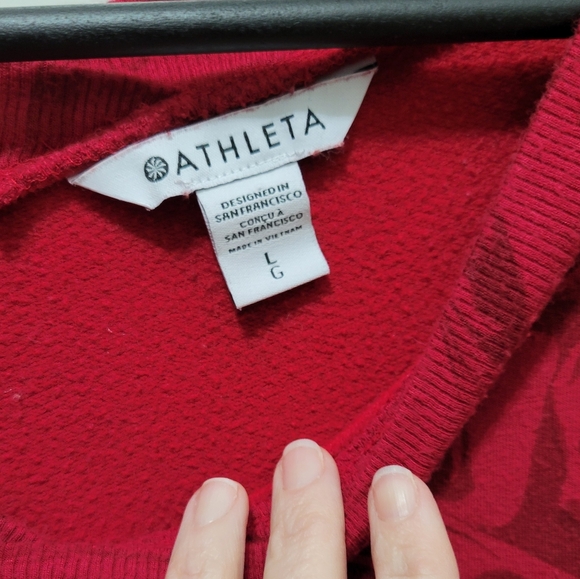 ATHLETA
DESIGNED IN
SAN FRANCISCO
CONÇU À
SAN FRANCISCO
MADE IN VIETNAM
L
G